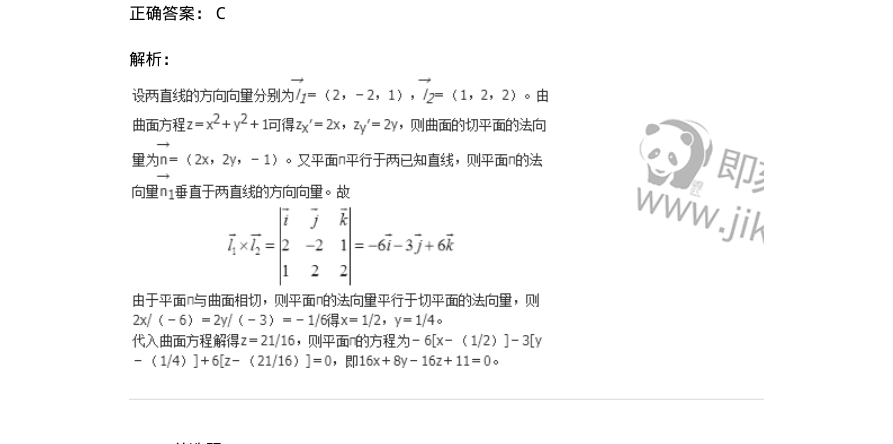 正确答案： C
解析：
设两直线的方向向量分别为l₁=（2，－2，1），l₂=（1，2，2）。由
曲面方程z=x²+y²+1可得zx′=2x，zy′=2y，则曲面的切平面的法向
量为n=（2x，2y，－1）。又平面π平行于两已知直线，则平面π的法
向量n₁垂直于两直线的方向向量。故
l₁×l₂=|i j k|
|2 −2 1|=−6i−3j+6k
|1 2 2|
由于平面π与曲面相切，则平面π的法向量平行于切平面的法向量，则
2x/（－6）=2y/（－3）=－1/6得x=1/2，y=1/4。
代入曲面方程解得z=21/16，则平面π的方程为－6[x－（1/2）]－3[y
－（1/4）]+6[z－（21/16）]=0，即16x+8y－16z+11=0。
www.jik